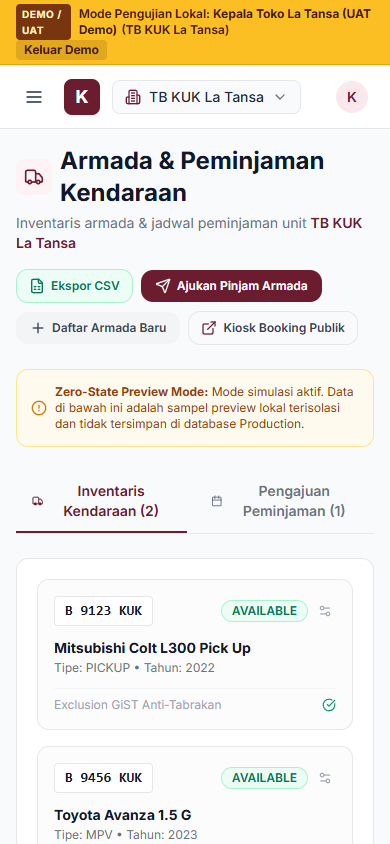 DEMO /
UAT
Mode Pengujian Lokal: Kepala Toko La Tansa (UAT
Demo) (TB KUK La Tansa)
Keluar Demo
K
TB KUK La Tansa
K
Armada & Peminjaman
Kendaraan
Inventaris armada & jadwal peminjaman unit TB KUK
La Tansa
Ekspor CSV
Ajukan Pinjam Armada
Daftar Armada Baru
Kiosk Booking Publik
Zero-State Preview Mode: Mode simulasi aktif. Data
di bawah ini adalah sampel preview lokal terisolasi
dan tidak tersimpan di database Production.
Inventaris
Kendaraan (2)
Pengajuan
Peminjaman (1)
B 9123 KUK
AVAILABLE
Mitsubishi Colt L300 Pick Up
Tipe: PICKUP • Tahun: 2022
Exclusion GiST Anti-Tabrakan
B 9456 KUK
AVAILABLE
Toyota Avanza 1.5 G
Tipe: MPV • Tahun: 2023